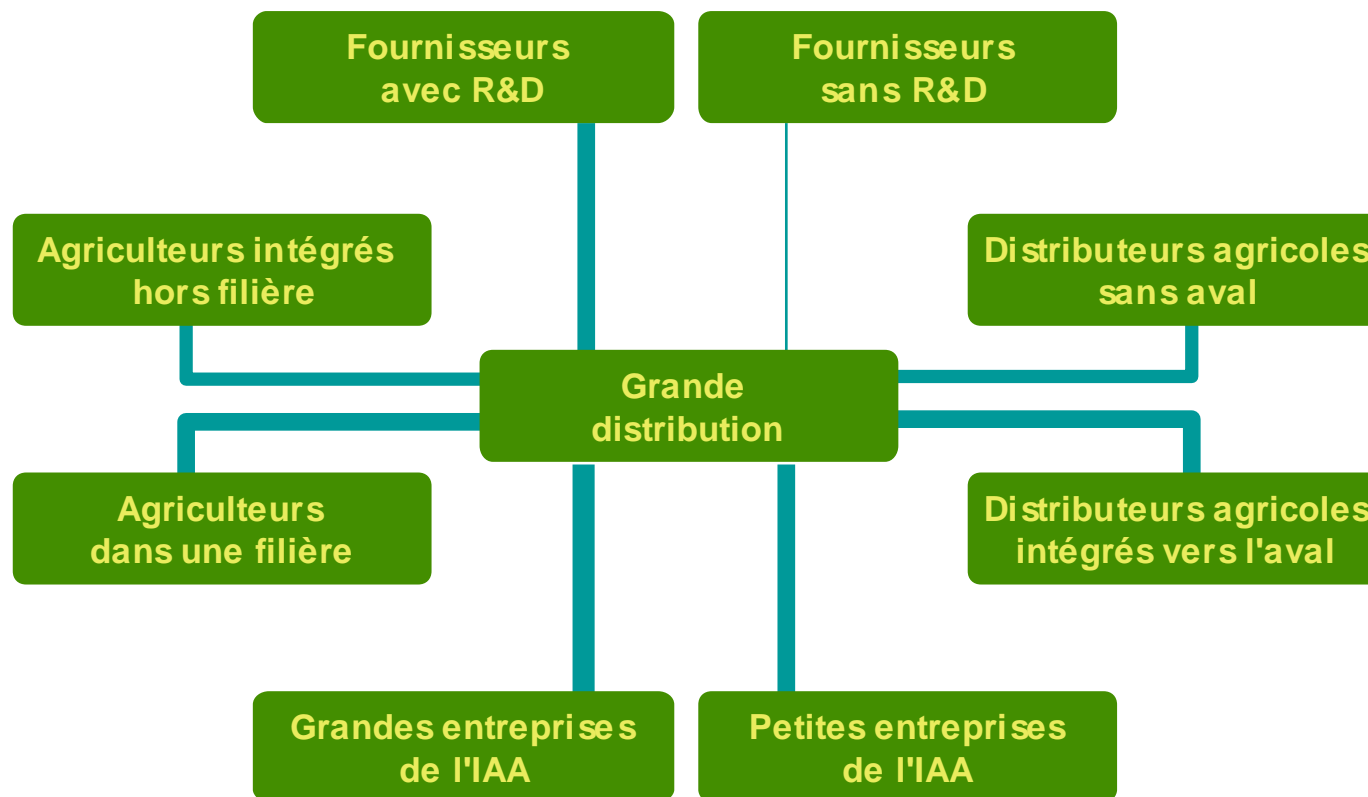 Fournisseurs
avec R&D
Fournisseurs
sans R&D
Agriculteurs intégrés
hors filière
Distributeurs agricoles
sans aval
Grande
distribution
Agriculteurs
dans une filière
Distributeurs agricoles
intégrés vers l'aval
Grandes entreprises
de l'IAA
Petites entreprises
de l'IAA